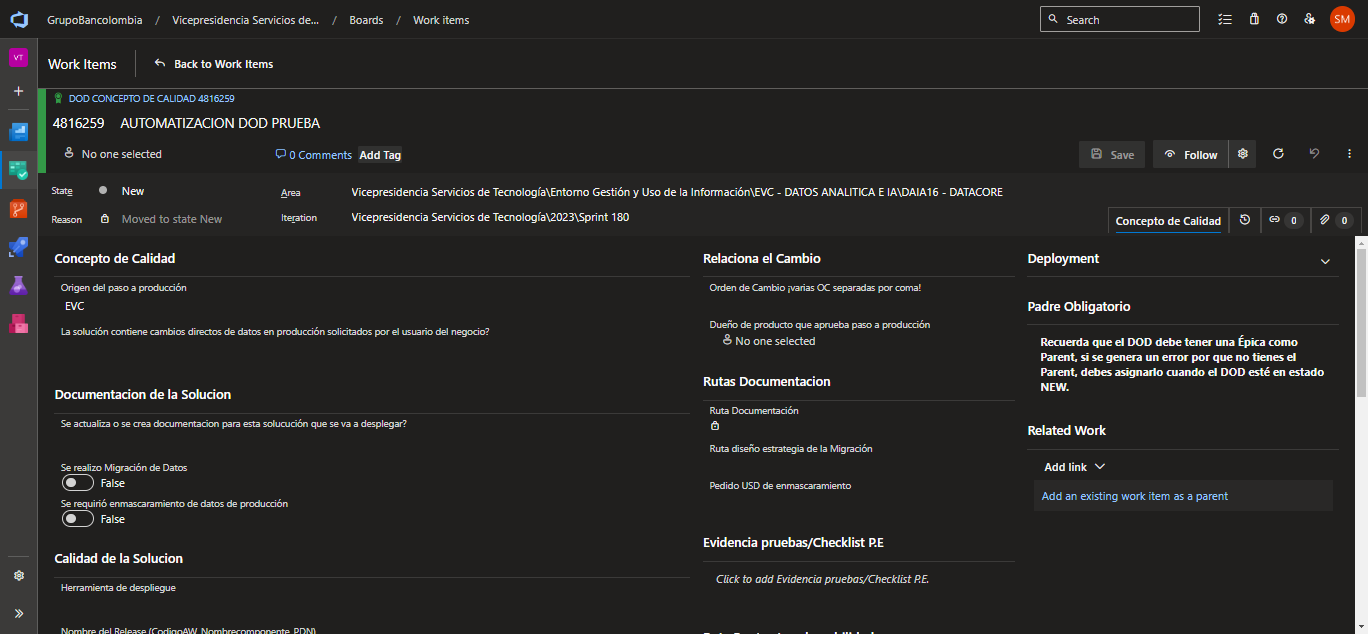 GrupoBancolombia / Vicepresidencia Servicios de... / Boards / Work items
Search
SM
VT
Work Items
Back to Work Items
DOD CONCEPTO DE CALIDAD 4816259
4816259 AUTOMATIZACION DOD PRUEBA
No one selected
0 Comments
Add Tag
Save
Follow
State
New
Area
Vicepresidencia Servicios de Tecnología\Entorno Gestión y Uso de la Información\EVC - DATOS ANALITICA E IA\DAIA16 - DATACORE
Reason
Moved to state New
Iteration
Vicepresidencia Servicios de Tecnología\2023\Sprint 180
Concepto de Calidad
0
0
Concepto de Calidad
Origen del paso a producción
EVC
La solución contiene cambios directos de datos en producción solicitados por el usuario del negocio?
Documentacion de la Solucion
Se actualiza o se crea documentacion para esta solucución que se va a desplegar?
Se realizo Migración de Datos
False
Se requirió enmascaramiento de datos de producción
False
Calidad de la Solucion
Herramienta de despliegue
Nombre del Release (CodigoAW_Nombrecomponente_PDN)
Relaciona el Cambio
Orden de Cambio ¡varias OC separadas por coma!
Dueño de producto que aprueba paso a producción
No one selected
Rutas Documentacion
Ruta Documentación
Ruta diseño estrategia de la Migración
Pedido USD de enmascaramiento
Evidencia pruebas/Checklist P.E
Click to add Evidencia pruebas/Checklist P.E.
Deployment
Padre Obligatorio
Recuerda que el DOD debe tener una Épica como
Parent, si se genera un error por que no tienes el
Parent, debes asignarlo cuando el DOD esté en estado
NEW.
Related Work
Add link
Add an existing work item as a parent